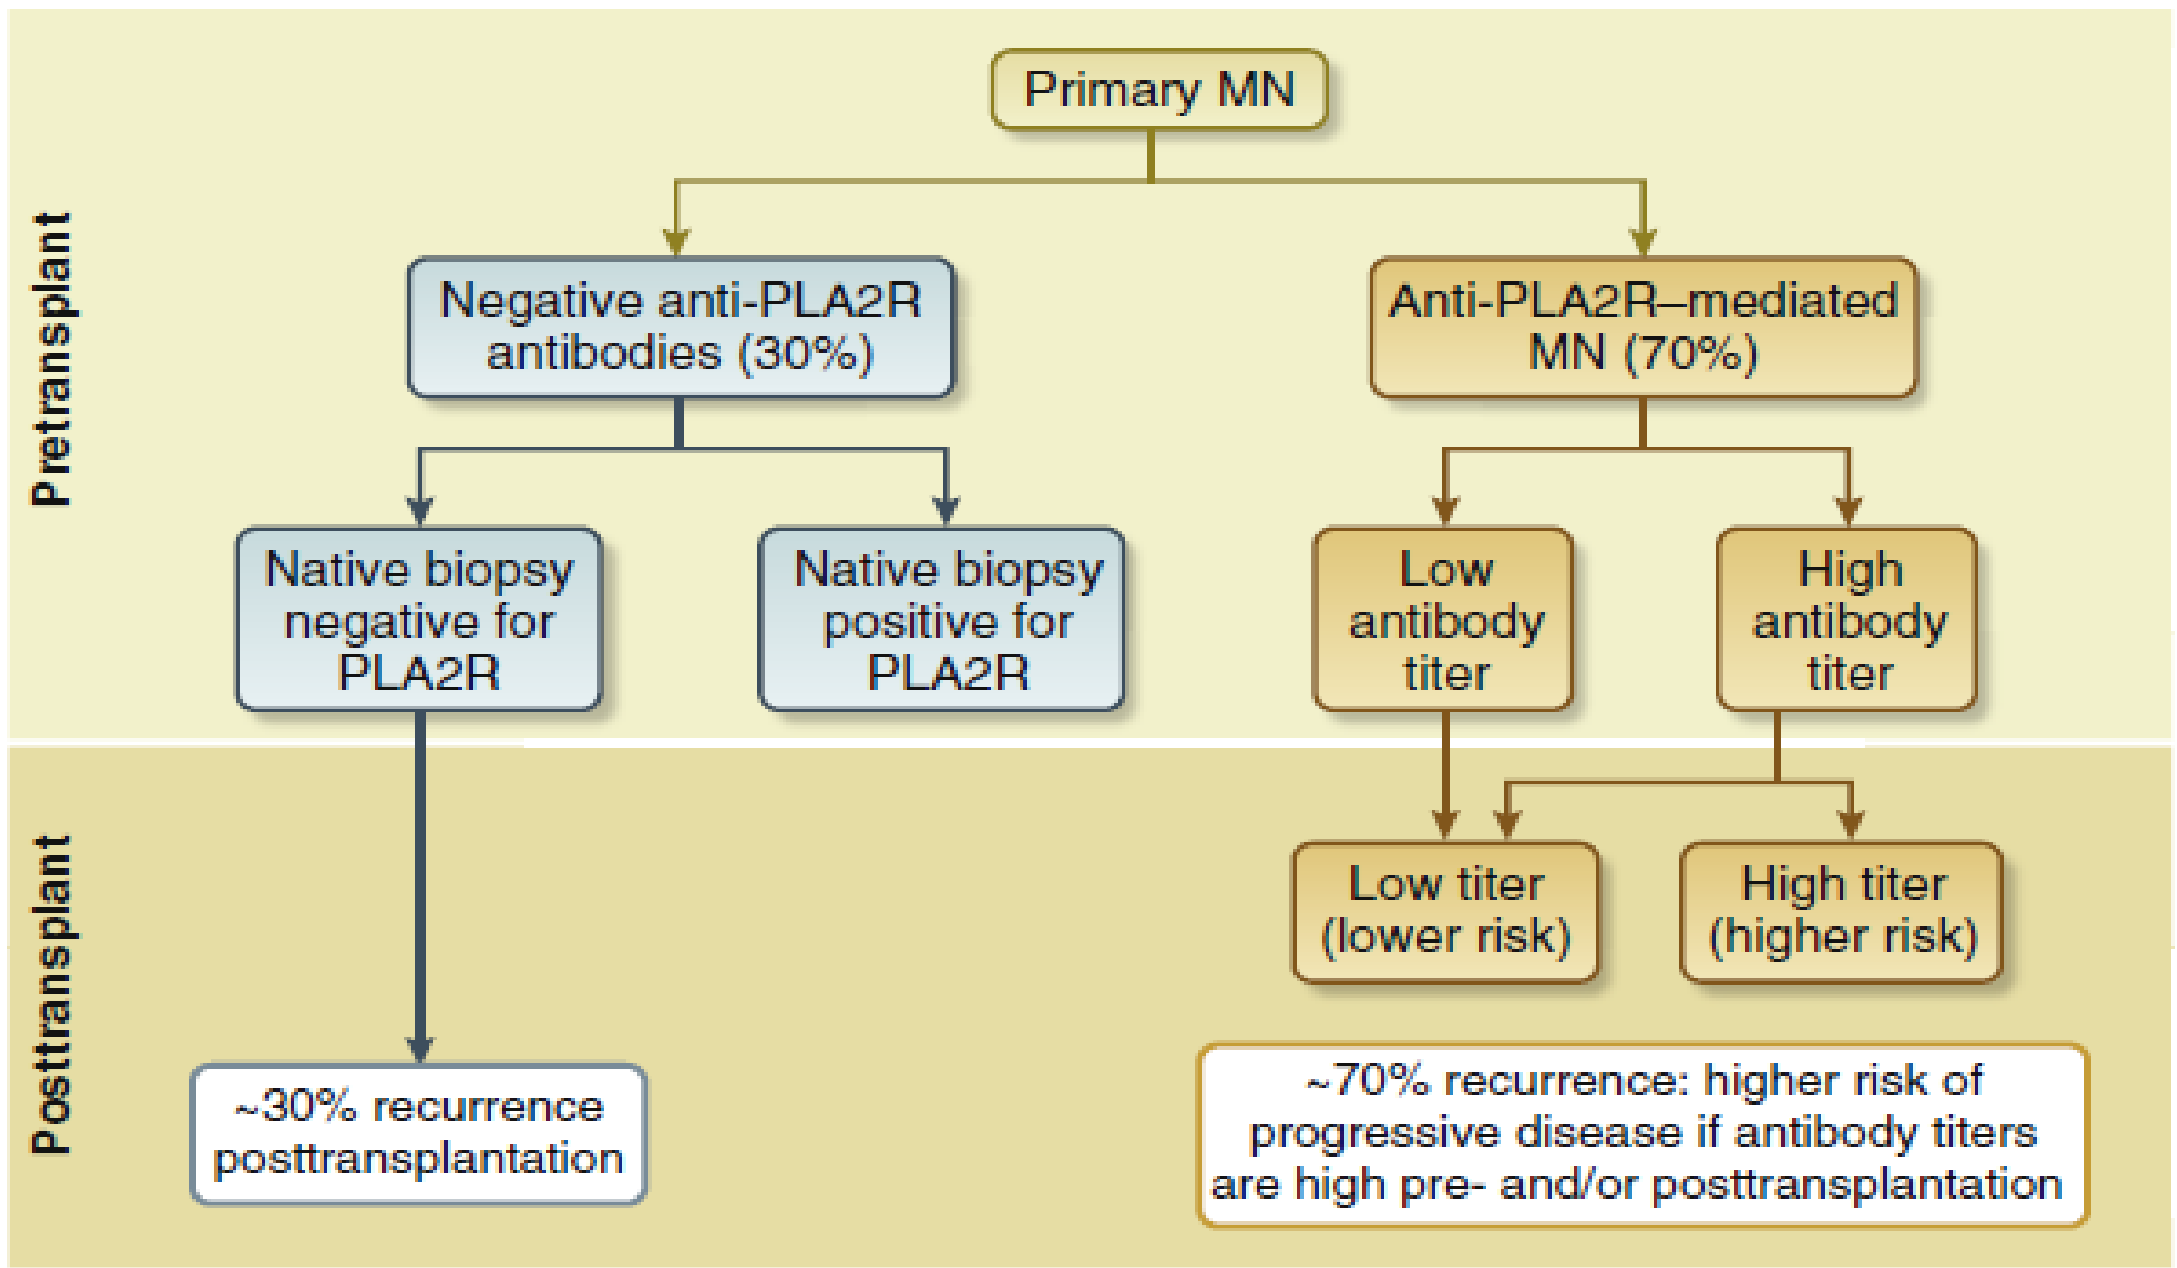 Primary MN
Pretransplant
Negative anti-PLA2R
antibodies (30%)
Anti-PLA2R–mediated
MN (70%)
Native biopsy
negative for
PLA2R
Native biopsy
positive for
PLA2R
Low
antibody
titer
High
antibody
titer
Posttransplant
Low titer
(lower risk)
High titer
(higher risk)
~30% recurrence
posttransplantation
~70% recurrence: higher risk of
progressive disease if antibody titers
are high pre- and/or posttransplantation